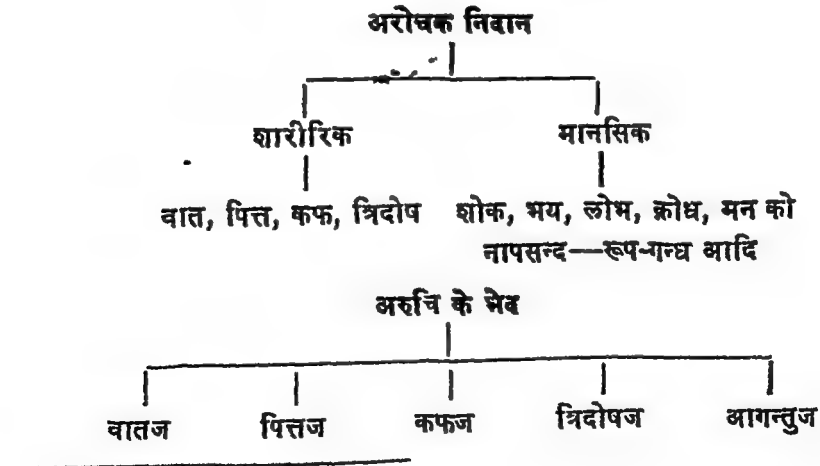 अरोचक निदान
शारीरिक मानसिक
वात, पित्त, कफ, त्रिदोष शोक, भय, लोभ, क्रोध, मन को
नापसन्द—रूप-गन्ध आदि
अरुचि के भेद
वातज पित्तज कफज त्रिदोषज आगन्तुज